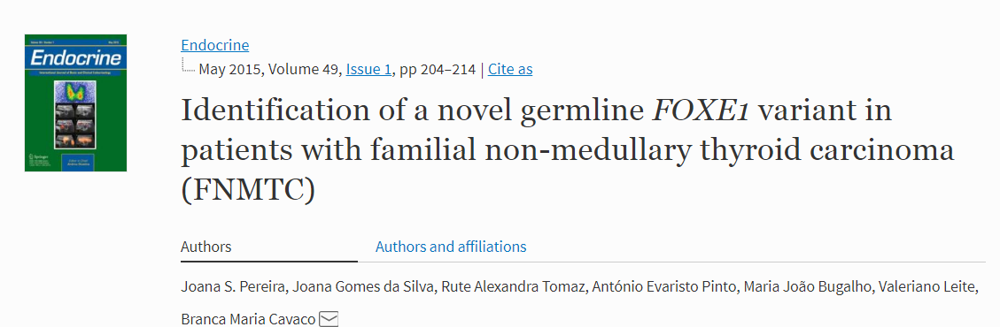 Endocrine
Endocrine
May 2015, Volume 49, Issue 1, pp 204–214 | Cite as
Identification of a novel germline FOXE1 variant in
patients with familial non-medullary thyroid carcinoma
(FNMTC)
Authors
Authors and affiliations
Joana S. Pereira, Joana Gomes da Silva, Rute Alexandra Tomaz, António Evaristo Pinto, Maria João Bugalho, Valeriano Leite,
Branca Maria Cavaco